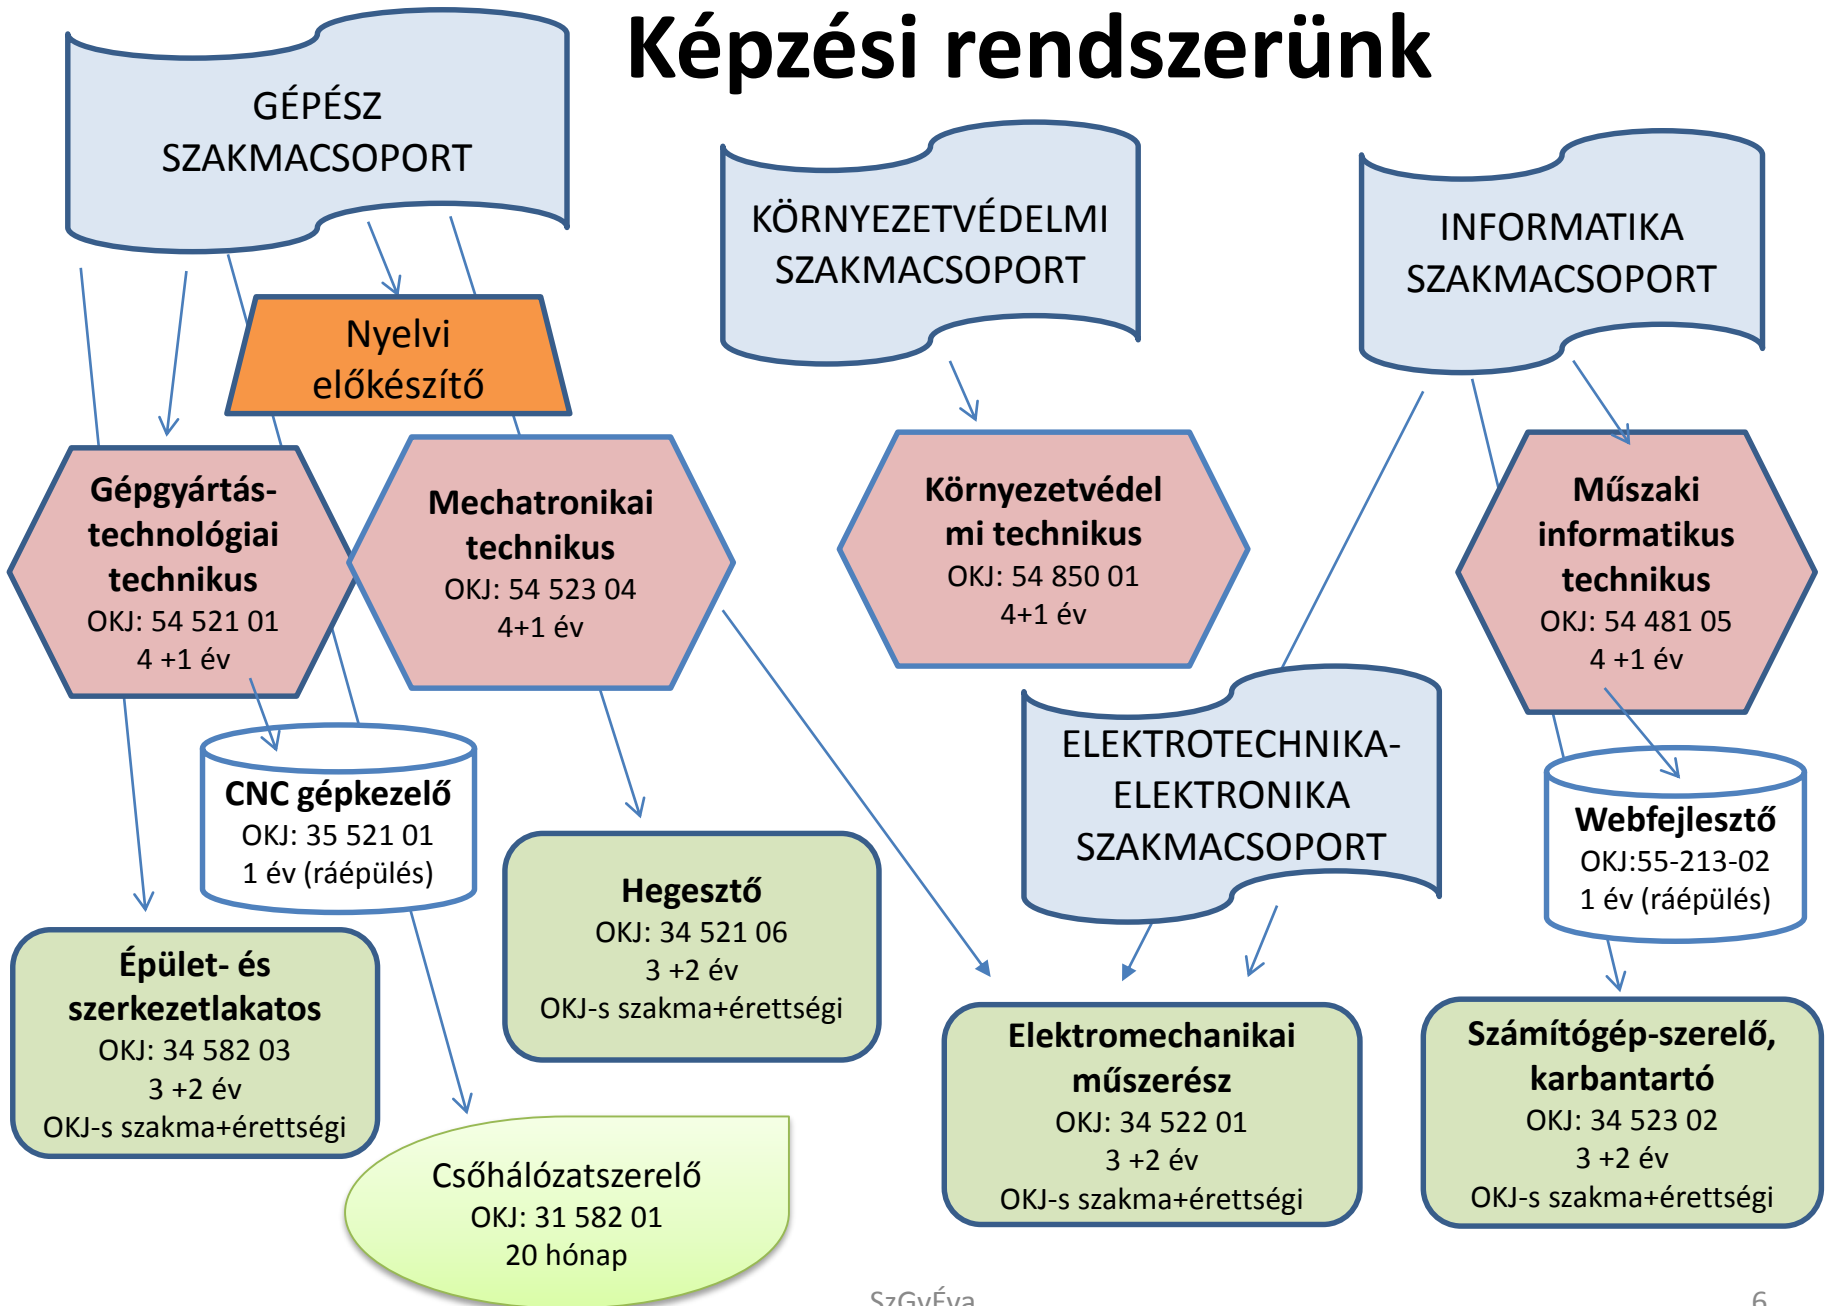 Képzési rendszerünk
GÉPÉSZ
SZAKMACSOPORT
KÖRNYEZETVÉDELMI
SZAKMACSOPORT
INFORMATIKA
SZAKMACSOPORT
Nyelvi
előkészítő
Gépgyártás-
technológiai
technikus
OKJ: 54 521 01
4 +1 év
Mechatronikai
technikus
OKJ: 54 523 04
4+1 év
Környezetvédel
mi technikus
OKJ: 54 850 01
4+1 év
Műszaki
informatikus
technikus
OKJ: 54 481 05
4 +1 év
ELEKTROTECHNIKA-
ELEKTRONIKA
SZAKMACSOPORT
CNC gépkezelő
OKJ: 35 521 01
1 év (ráépülés)
Webfejlesztő
OKJ:55-213-02
1 év (ráépülés)
Hegesztő
OKJ: 34 521 06
3 +2 év
OKJ-s szakma+érettségi
Épület- és
szerkezetlakatos
OKJ: 34 582 03
3 +2 év
OKJ-s szakma+érettségi
Elektromechanikai
műszerész
OKJ: 34 522 01
3 +2 év
OKJ-s szakma+érettségi
Számítógép-szerelő,
karbantartó
OKJ: 34 523 02
3 +2 év
OKJ-s szakma+érettségi
Csőhálózatszerelő
OKJ: 31 582 01
20 hónap
SzGyÉva
6